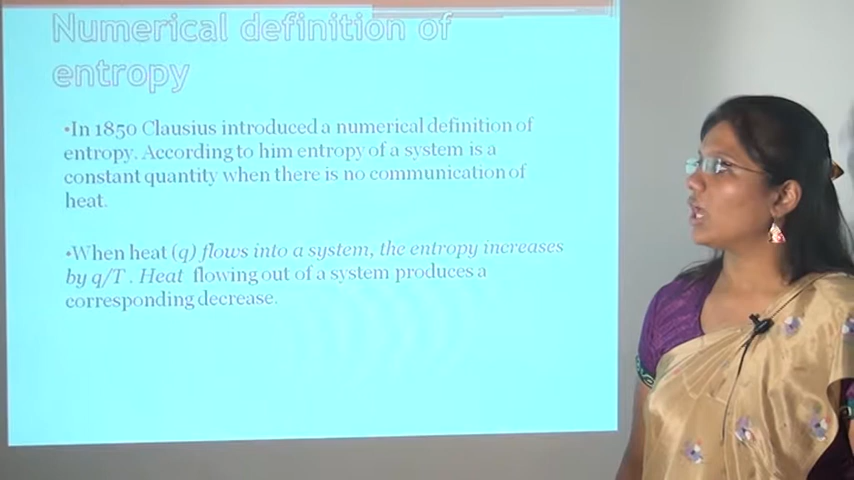 Numerical definition of
entropy
•In 1850 Clausius introduced a numerical definition of
entropy. According to him entropy of a system is a
constant quantity when there is no communication of
heat.
•When heat (q) flows into a system, the entropy increases
by q/T . Heat flowing out of a system produces a
corresponding decrease.